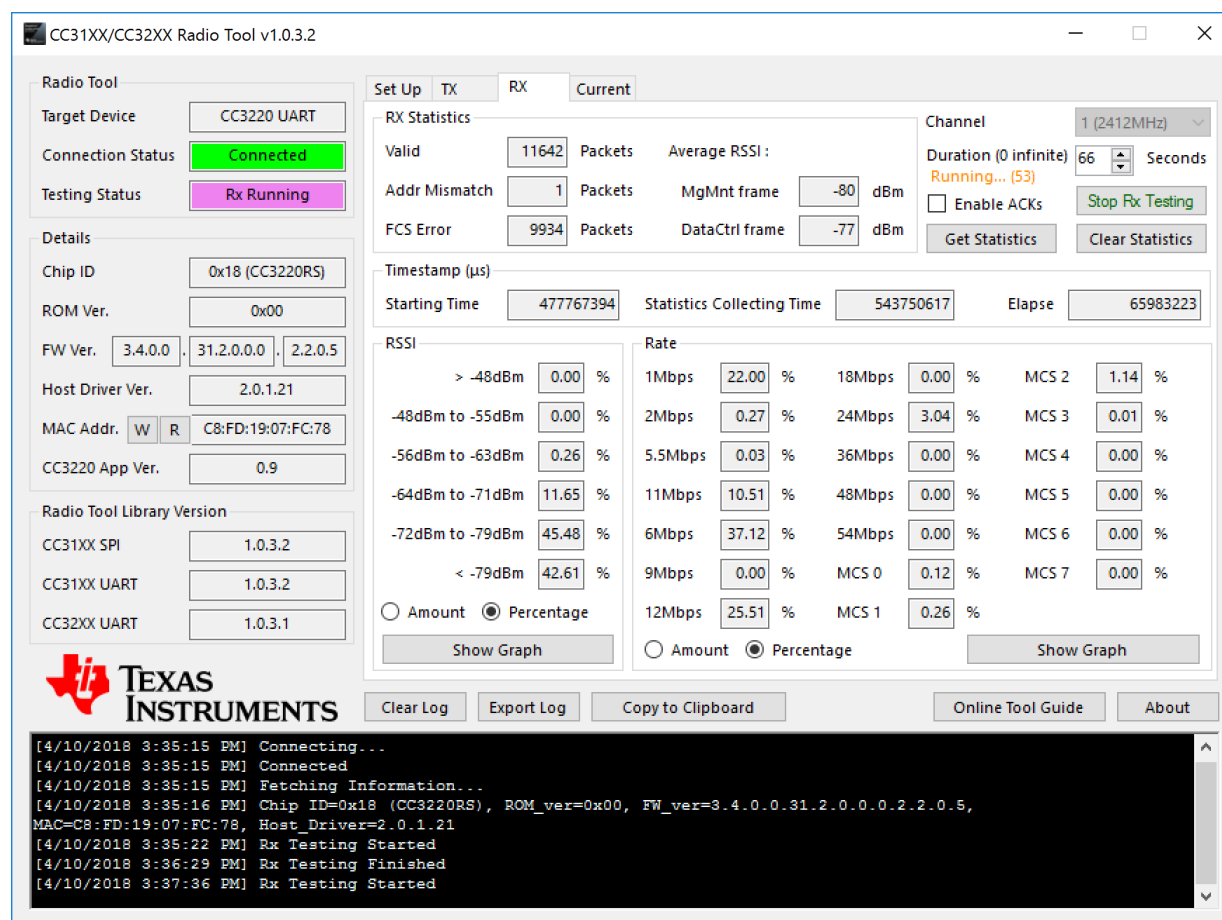 CC31XX/CC32XX Radio Tool v1.0.3.2
Radio Tool
Target Device CC3220 UART
Connection Status Connected
Testing Status Rx Running
Details
Chip ID 0x18 (CC3220RS)
ROM Ver. 0x00
FW Ver. 3.4.0.0 . 31.2.0.0.0 . 2.2.0.5
Host Driver Ver. 2.0.1.21
MAC Addr. W R C8:FD:19:07:FC:78
CC3220 App Ver. 0.9
Radio Tool Library Version
CC31XX SPI 1.0.3.2
CC31XX UART 1.0.3.2
CC32XX UART 1.0.3.1
TEXAS
INSTRUMENTS
Set Up TX RX Current
RX Statistics
Valid 11642 Packets Average RSSI :
Addr Mismatch 1 Packets MgMnt frame -80 dBm
FCS Error 9934 Packets DataCtrl frame -77 dBm
Channel 1 (2412MHz)
Duration (0 infinite) 66 Seconds
Running... (53)
Enable ACKs Stop Rx Testing
Get Statistics Clear Statistics
Timestamp (µs)
Starting Time 477767394 Statistics Collecting Time 543750617 Elapse 65983223
RSSI
> -48dBm 0.00 %
-48dBm to -55dBm 0.00 %
-56dBm to -63dBm 0.26 %
-64dBm to -71dBm 11.65 %
-72dBm to -79dBm 45.48 %
< -79dBm 42.61 %
Amount Percentage
Show Graph
Rate
1Mbps 22.00 % 18Mbps 0.00 % MCS 2 1.14 %
2Mbps 0.27 % 24Mbps 3.04 % MCS 3 0.01 %
5.5Mbps 0.03 % 36Mbps 0.00 % MCS 4 0.00 %
11Mbps 10.51 % 48Mbps 0.00 % MCS 5 0.00 %
6Mbps 37.12 % 54Mbps 0.00 % MCS 6 0.00 %
9Mbps 0.00 % MCS 0 0.12 % MCS 7 0.00 %
12Mbps 25.51 % MCS 1 0.26 %
Amount Percentage Show Graph
Clear Log Export Log Copy to Clipboard Online Tool Guide About
[4/10/2018 3:35:15 PM] Connecting...
[4/10/2018 3:35:15 PM] Connected
[4/10/2018 3:35:15 PM] Fetching Information...
[4/10/2018 3:35:16 PM] Chip ID=0x18 (CC3220RS), ROM_ver=0x00, FW_ver=3.4.0.0.31.2.0.0.0.2.2.0.5,
MAC=C8:FD:19:07:FC:78, Host_Driver=2.0.1.21
[4/10/2018 3:35:22 PM] Rx Testing Started
[4/10/2018 3:36:29 PM] Rx Testing Finished
[4/10/2018 3:37:36 PM] Rx Testing Started